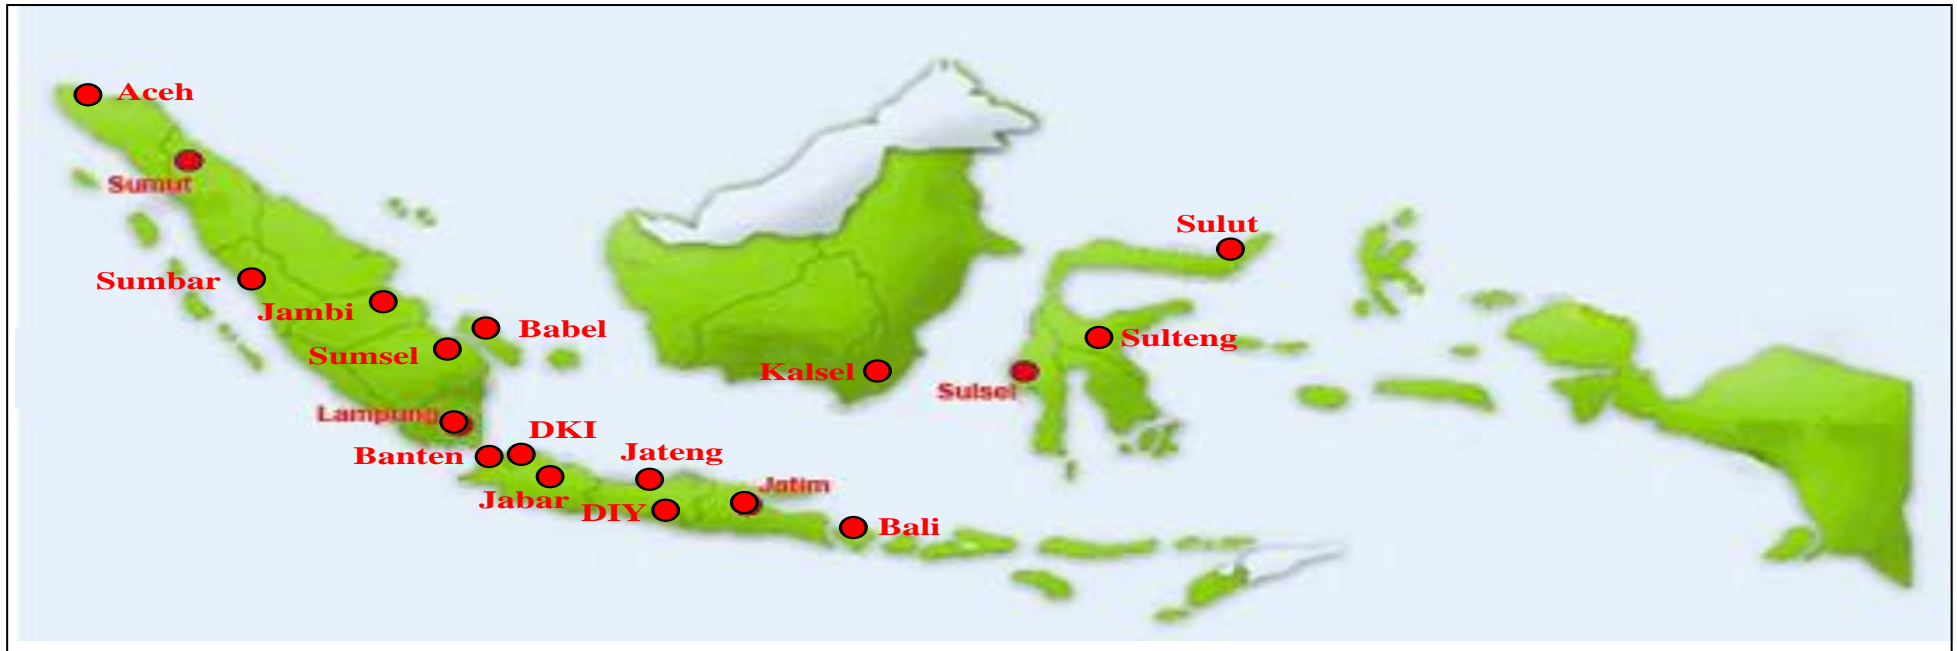 Aceh
Sumut
Sulut
Sumbar
Jambi
Babel
Sumsel
Sulteng
Kalsel
Sulsel
Lampung
DKI
Banten
Jateng
Jabar
DIY
Jatim
Bali